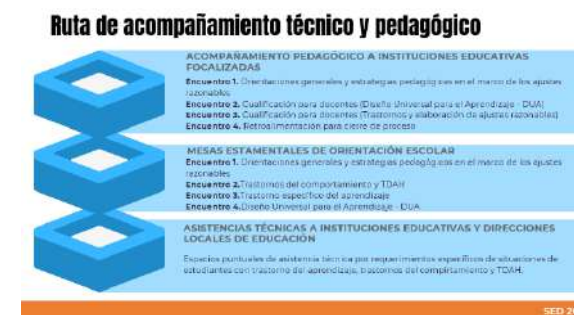 Ruta de acompañamiento técnico y pedagógico
ACOMPAÑAMIENTO PEDAGÓGICO A INSTITUCIONES EDUCATIVAS
FOCALIZADAS
Encuentro 1. Orientaciones generales y estrategias pedagógicas en el marco de los ajustes
razonables
Encuentro 2. Cualificación para docentes (Diseño Universal para el Aprendizaje - DUA)
Encuentro 3. Cualificación para docentes (Trastornos y elaboración de ajustes razonables)
Encuentro 4. Retroalimentación para cierre de proceso
MESAS ESTAMENTALES DE ORIENTACIÓN ESCOLAR
Encuentro 1. Orientaciones generales y estrategias pedagógicas en el marco de los ajustes
razonables
Encuentro 2.Trastornos del comportamiento y TDAH
Encuentro 3.Trastorno específico del aprendizaje
Encuentro 4.Diseño Universal para el Aprendizaje - DUA
ASISTENCIAS TÉCNICAS A INSTITUCIONES EDUCATIVAS Y DIRECCIONES
LOCALES DE EDUCACIÓN
Espacios puntuales de asistencia técnica por requerimientos específicos de situaciones de
estudiantes con trastorno del aprendizaje, trastornos del comportamiento y TDAH.
SED